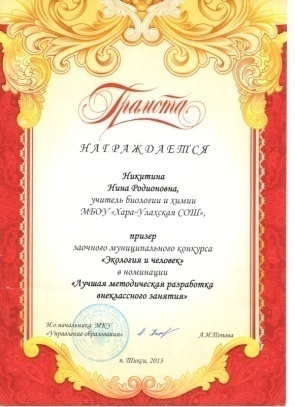 Грамота
НАГРАЖДАЕТСЯ
Никитина
Нина Родионовна,
учитель биологии и химии
МБОУ «Хара-Улахская СОШ»,
призер
заочного муниципального конкурса
«Экология и человек»
в номинации
«Лучшая методическая разработка
внеклассного занятия»
И.о.начальника МКУ
«Управление образования»
А.Н.Попова
п. Тикси, 2013